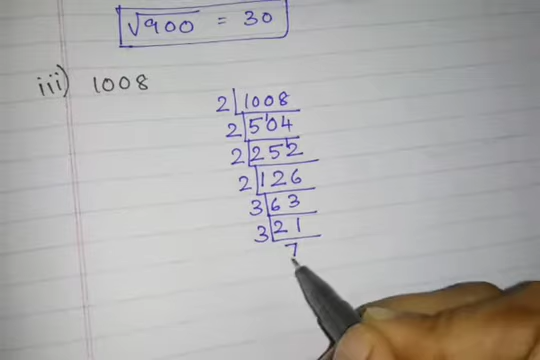 √900 = 30
iii) 1008
2 | 1008
2 | 504
2 | 252
2 | 126
3 | 63
3 | 21
7